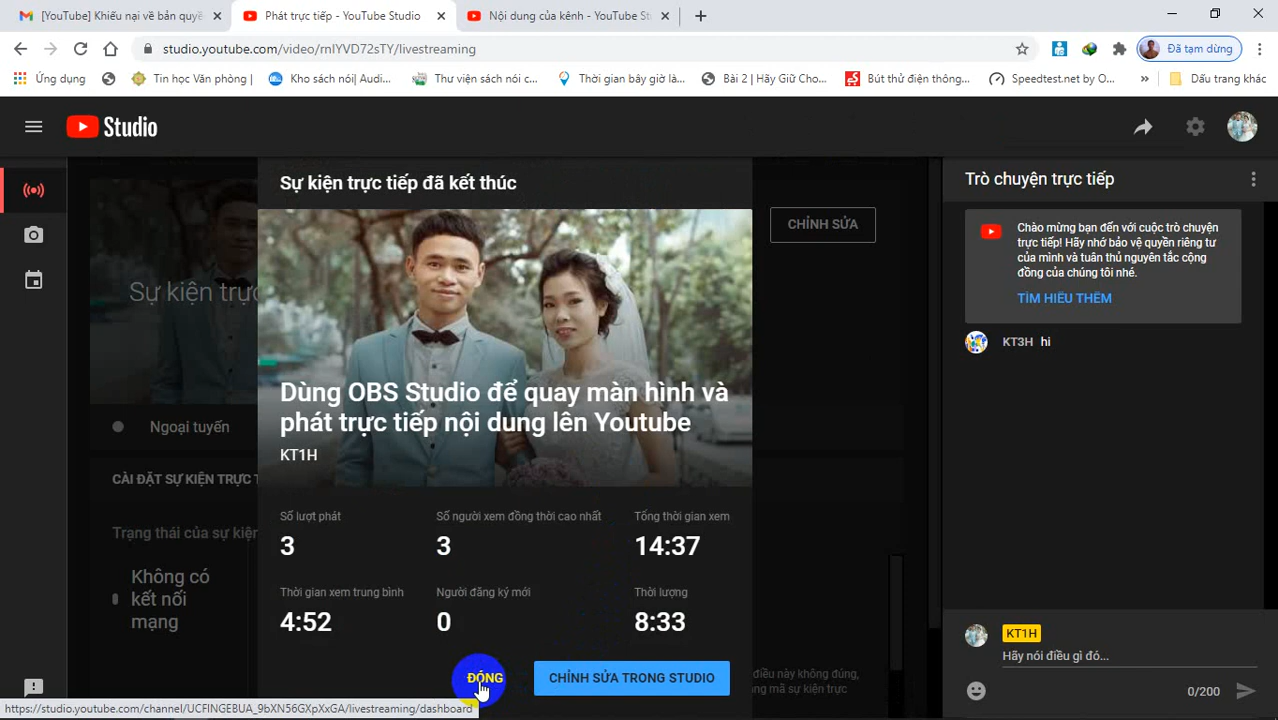 [YouTube] Khiếu nại về bản quyề
Phát trực tiếp - YouTube Studio
Nội dung của kênh - YouTube St
studio.youtube.com/video/rnIYVD72sTY/livestreaming
Đã tạm dừng
Ứng dụng
Tin học Văn phòng |
Kho sách nói| Audi...
Thư viện sách nói c...
Thời gian bây giờ là...
Bài 2 | Hãy Giữ Cho...
Bút thử điện thông...
Speedtest.net by O...
»
Dấu trang khác
Studio
Sự kiện trực tiếp đã kết thúc
CHỈNH SỬA
Sự kiện trực
Dùng OBS Studio để quay màn hình và
phát trực tiếp nội dung lên Youtube
KT1H
Ngoại tuyến
CÀI ĐẶT SỰ KIỆN TRỰC T
Trạng thái của sự kiện
Không có
kết nối
mạng
Số lượt phát
3
Số người xem đồng thời cao nhất
3
Tổng thời gian xem
14:37
Thời gian xem trung bình
4:52
Người đăng ký mới
0
Thời lượng
8:33
ĐÓNG
CHỈNH SỬA TRONG STUDIO
điều này không đúng,
ng mã sự kiện trực
https://studio.youtube.com/channel/UCFINGEBUA_9bXN56GXpXxGA/livestreaming/dashboard
Trò chuyện trực tiếp
Chào mừng bạn đến với cuộc trò chuyện
trực tiếp! Hãy nhớ bảo vệ quyền riêng tư
của mình và tuân thủ nguyên tắc cộng
đồng của chúng tôi nhé.
TÌM HIỂU THÊM
KT3H hi
KT1H
Hãy nói điều gì đó...
0/200